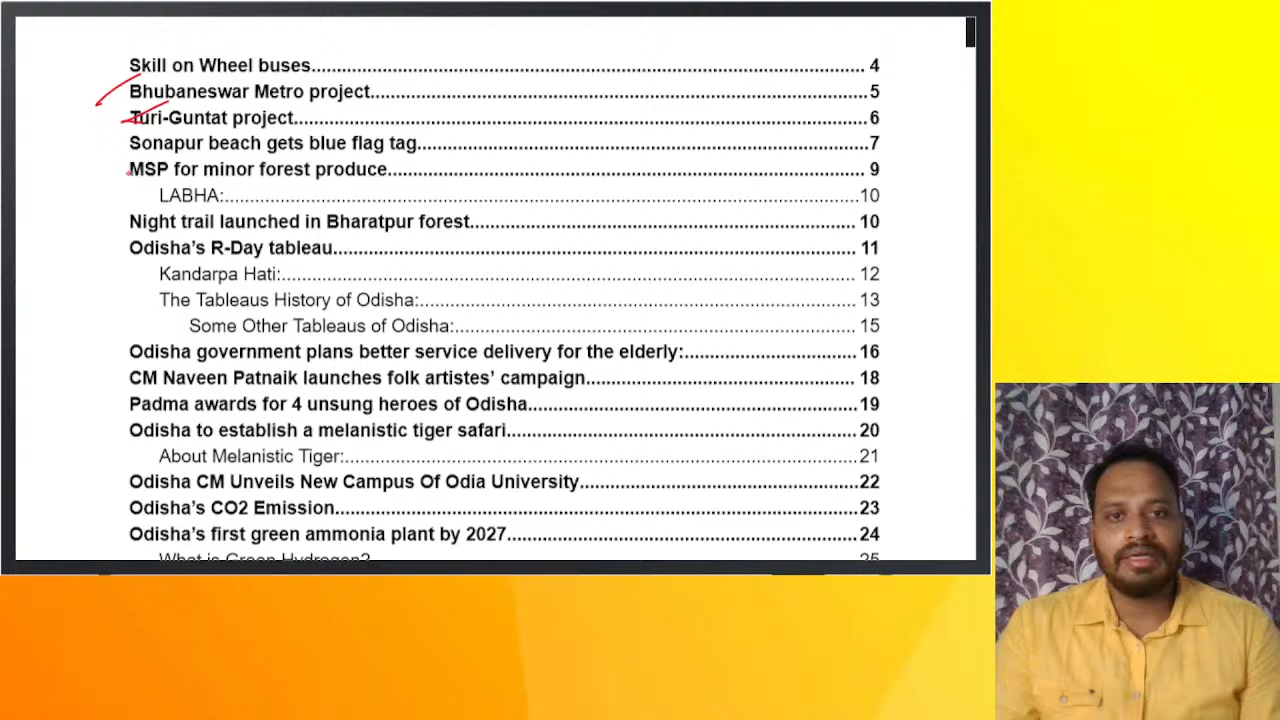 Skill on Wheel buses........................................................................................................... 4
Bhubaneswar Metro project................................................................................................ 5
Turi-Guntat project............................................................................................................... 6
Sonapur beach gets blue flag tag.......................................................................................7
MSP for minor forest produce............................................................................................. 9
LABHA:.............................................................................................................................10
Night trail launched in Bharatpur forest........................................................................... 10
Odisha's R-Day tableau..................................................................................................... 11
Kandarpa Hati:................................................................................................................. 12
The Tableaus History of Odisha:...................................................................................... 13
Some Other Tableaus of Odisha:............................................................................... 15
Odisha government plans better service delivery for the elderly:.................................. 16
CM Naveen Patnaik launches folk artistes' campaign..................................................... 18
Padma awards for 4 unsung heroes of Odisha................................................................19
Odisha to establish a melanistic tiger safari.................................................................... 20
About Melanistic Tiger:.....................................................................................................21
Odisha CM Unveils New Campus Of Odia University...................................................... 22
Odisha's CO2 Emission...................................................................................................... 23
Odisha's first green ammonia plant by 2027.................................................................... 24
What is Green Hydrogen?................................................................................................ 25